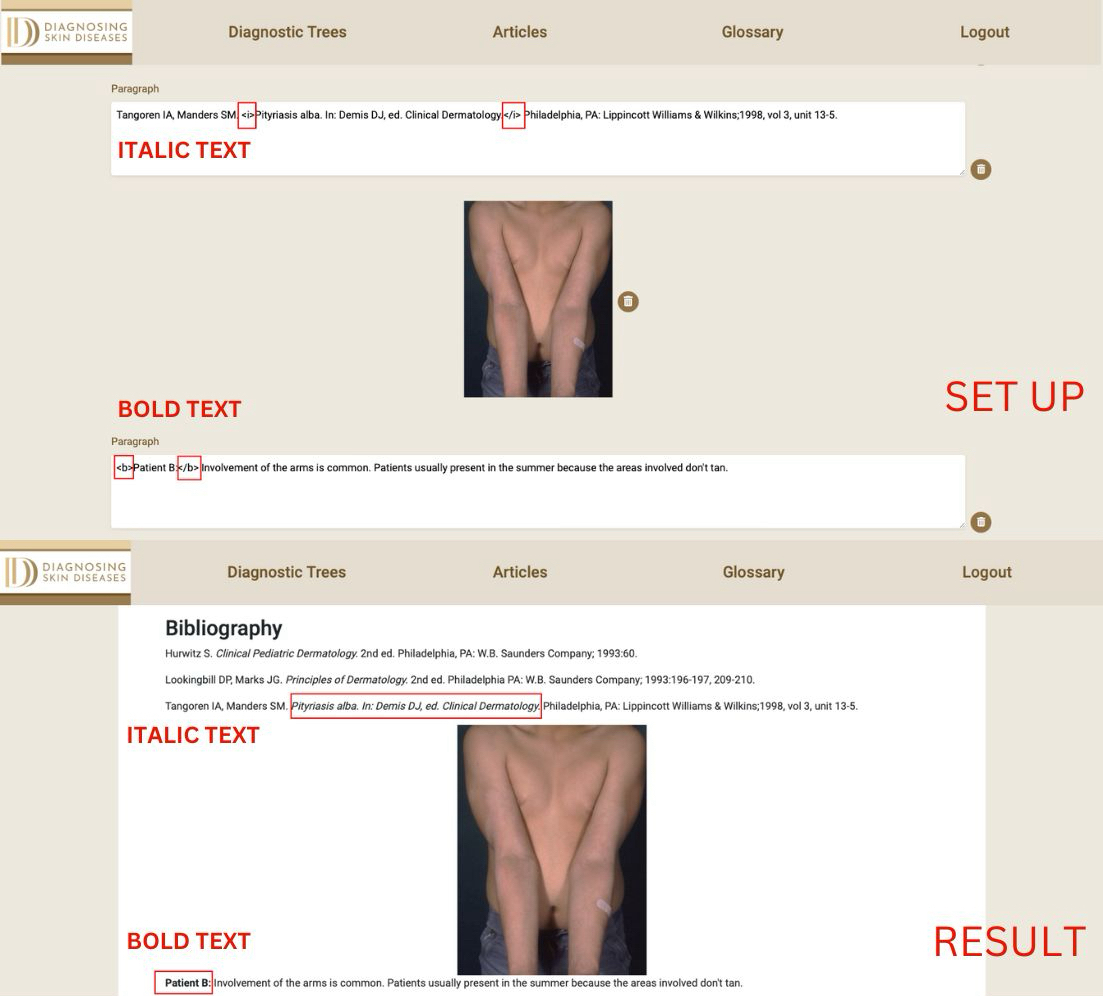 DIAGNOSING
SKIN DISEASES
Diagnostic Trees
Articles
Glossary
Logout
Paragraph
Tangoren IA, Manders SM. <i>Pityriasis alba. In: Demis DJ, ed. Clinical Dermatology.</i> Philadelphia, PA: Lippincott Williams & Wilkins;1998, vol 3, unit 13-5.
ITALIC TEXT
SET UP
BOLD TEXT
Paragraph
<b>Patient B:</b> Involvement of the arms is common. Patients usually present in the summer because the areas involved don't tan.
DIAGNOSING
SKIN DISEASES
Diagnostic Trees
Articles
Glossary
Logout
Bibliography
Hurwitz S. Clinical Pediatric Dermatology. 2nd ed. Philadelphia, PA: W.B. Saunders Company; 1993:60.
Lookingbill DP, Marks JG. Principles of Dermatology. 2nd ed. Philadelphia PA: W.B. Saunders Company; 1993:196-197, 209-210.
Tangoren IA, Manders SM. Pityriasis alba. In: Demis DJ, ed. Clinical Dermatology. Philadelphia, PA: Lippincott Williams & Wilkins;1998, vol 3, unit 13-5.
ITALIC TEXT
BOLD TEXT
RESULT
Patient B: Involvement of the arms is common. Patients usually present in the summer because the areas involved don't tan.